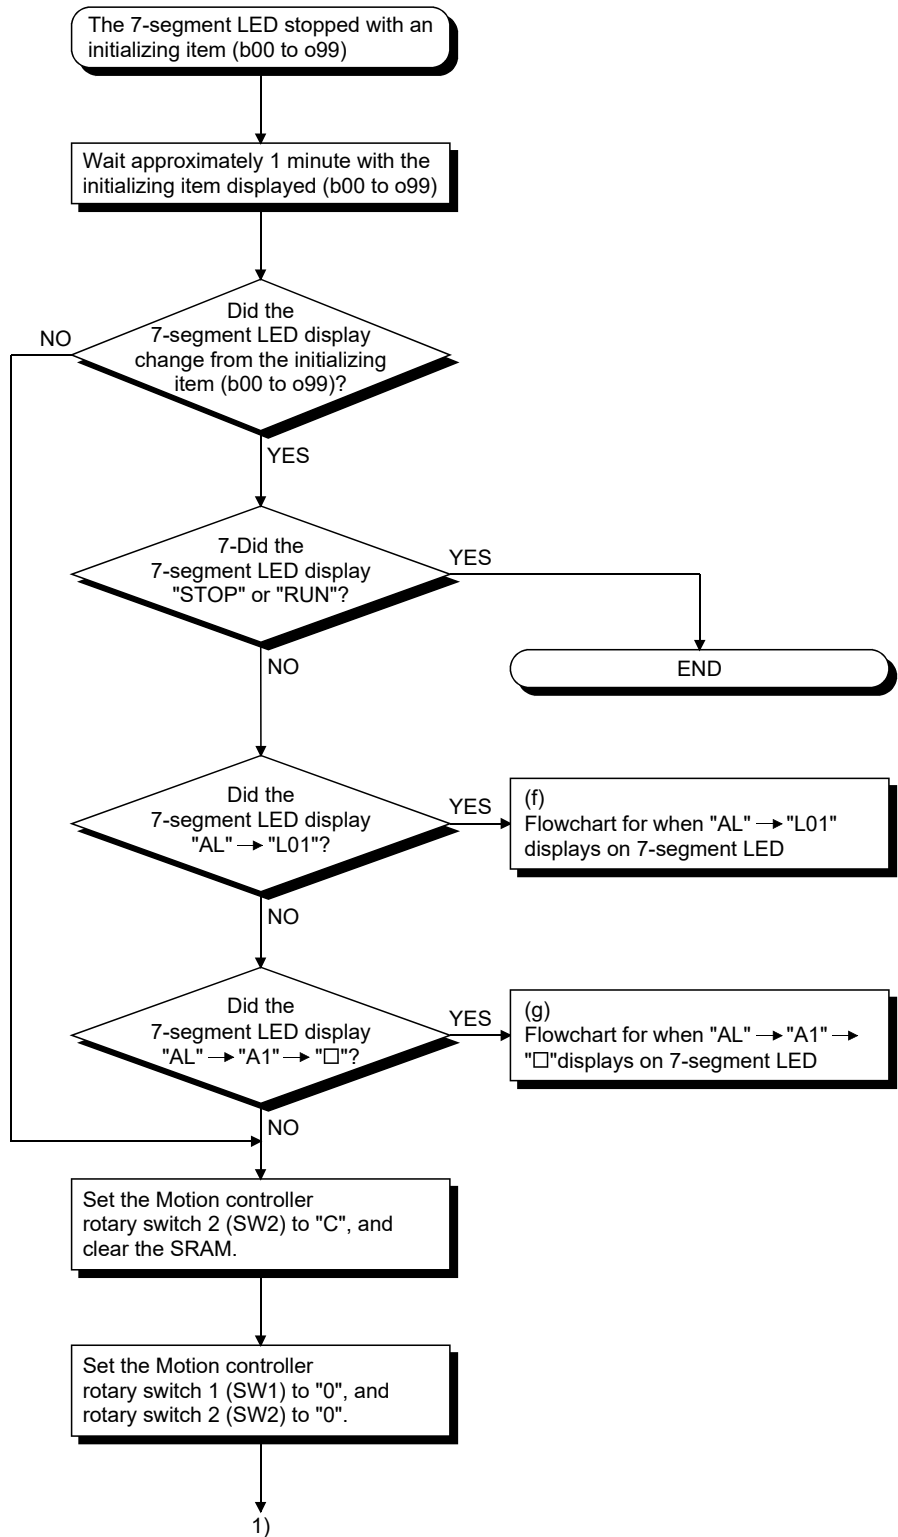 The 7-segment LED stopped with an
initializing item (b00 to o99)
Wait approximately 1 minute with the
initializing item displayed (b00 to o99)
Did the
7-segment LED display
change from the initializing
item (b00 to o99)?
NO
YES
7-Did the
7-segment LED display
"STOP" or "RUN"?
YES
NO
END
Did the
7-segment LED display
"AL" → "L01"?
YES
NO
(f)
Flowchart for when "AL" → "L01"
displays on 7-segment LED
Did the
7-segment LED display
"AL" → "A1" → "□"?
YES
NO
(g)
Flowchart for when "AL" → "A1" →
"□"displays on 7-segment LED
Set the Motion controller
rotary switch 2 (SW2) to "C", and
clear the SRAM.
Set the Motion controller
rotary switch 1 (SW1) to "0", and
rotary switch 2 (SW2) to "0".
1)